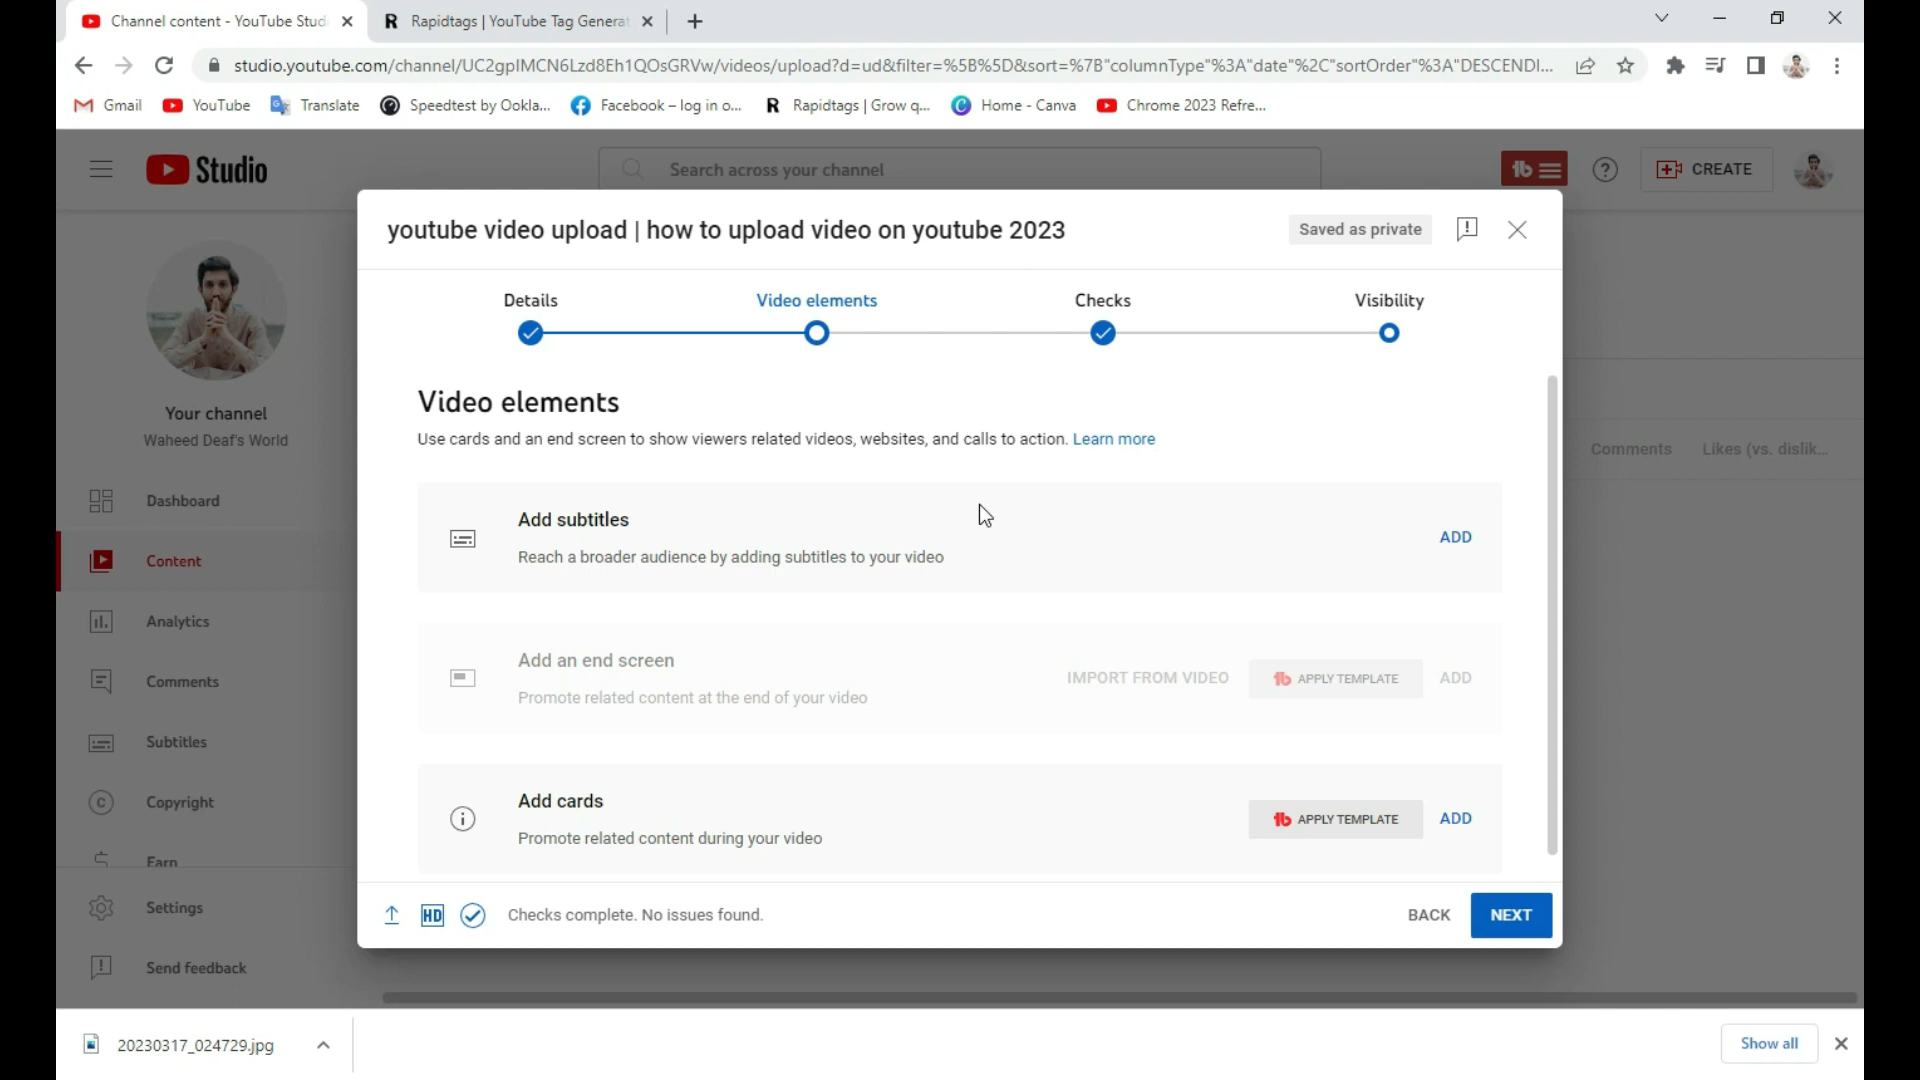 Channel content - YouTube Stud
Rapidtags | YouTube Tag Generat
studio.youtube.com/channel/UC2gpIMCN6Lzd8Eh1QOsGRVw/videos/upload?d=ud&filter=%5B%5D&sort=%7B"columnType"%3A"date"%2C"sortOrder"%3A"DESCENDI...
Gmail
YouTube
Translate
Speedtest by Ookla...
Facebook – log in o...
R
Rapidtags | Grow q...
Home - Canva
Chrome 2023 Refre...
Studio
Search across your channel
CREATE
youtube video upload | how to upload video on youtube 2023
Saved as private
Details
Video elements
Checks
Visibility
Video elements
Use cards and an end screen to show viewers related videos, websites, and calls to action. Learn more
Add subtitles
Reach a broader audience by adding subtitles to your video
ADD
Add an end screen
Promote related content at the end of your video
IMPORT FROM VIDEO
tb APPLY TEMPLATE
ADD
Add cards
Promote related content during your video
tb APPLY TEMPLATE
ADD
HD
Checks complete. No issues found.
BACK
NEXT
Your channel
Waheed Deaf's World
Dashboard
Content
Analytics
Comments
Subtitles
Copyright
Earn
Settings
Send feedback
Comments
Likes (vs. dislik...
20230317_024729.jpg
Show all